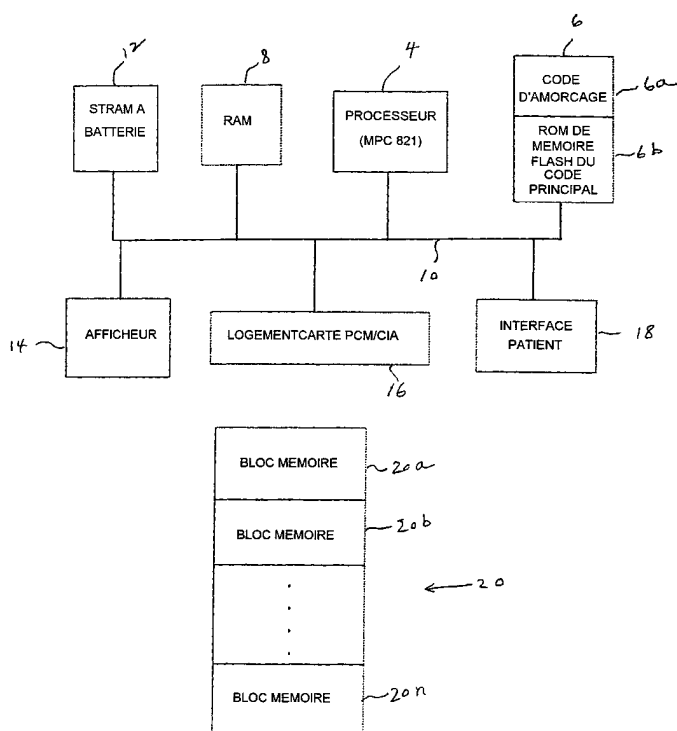 12
8
4
6
STRAM A
BATTERIE
RAM
PROCESSEUR
(MPC 821)
CODE
D'AMORCAGE
6a
ROM DE
MEMOIRE
FLASH DU
CODE
PRINCIPAL
6b
10
14
AFFICHEUR
LOGEMENTCARTE PCM/CIA
16
INTERFACE
PATIENT
18
BLOC MEMOIRE
20a
BLOC MEMOIRE
20b
20
BLOC MEMOIRE
20n